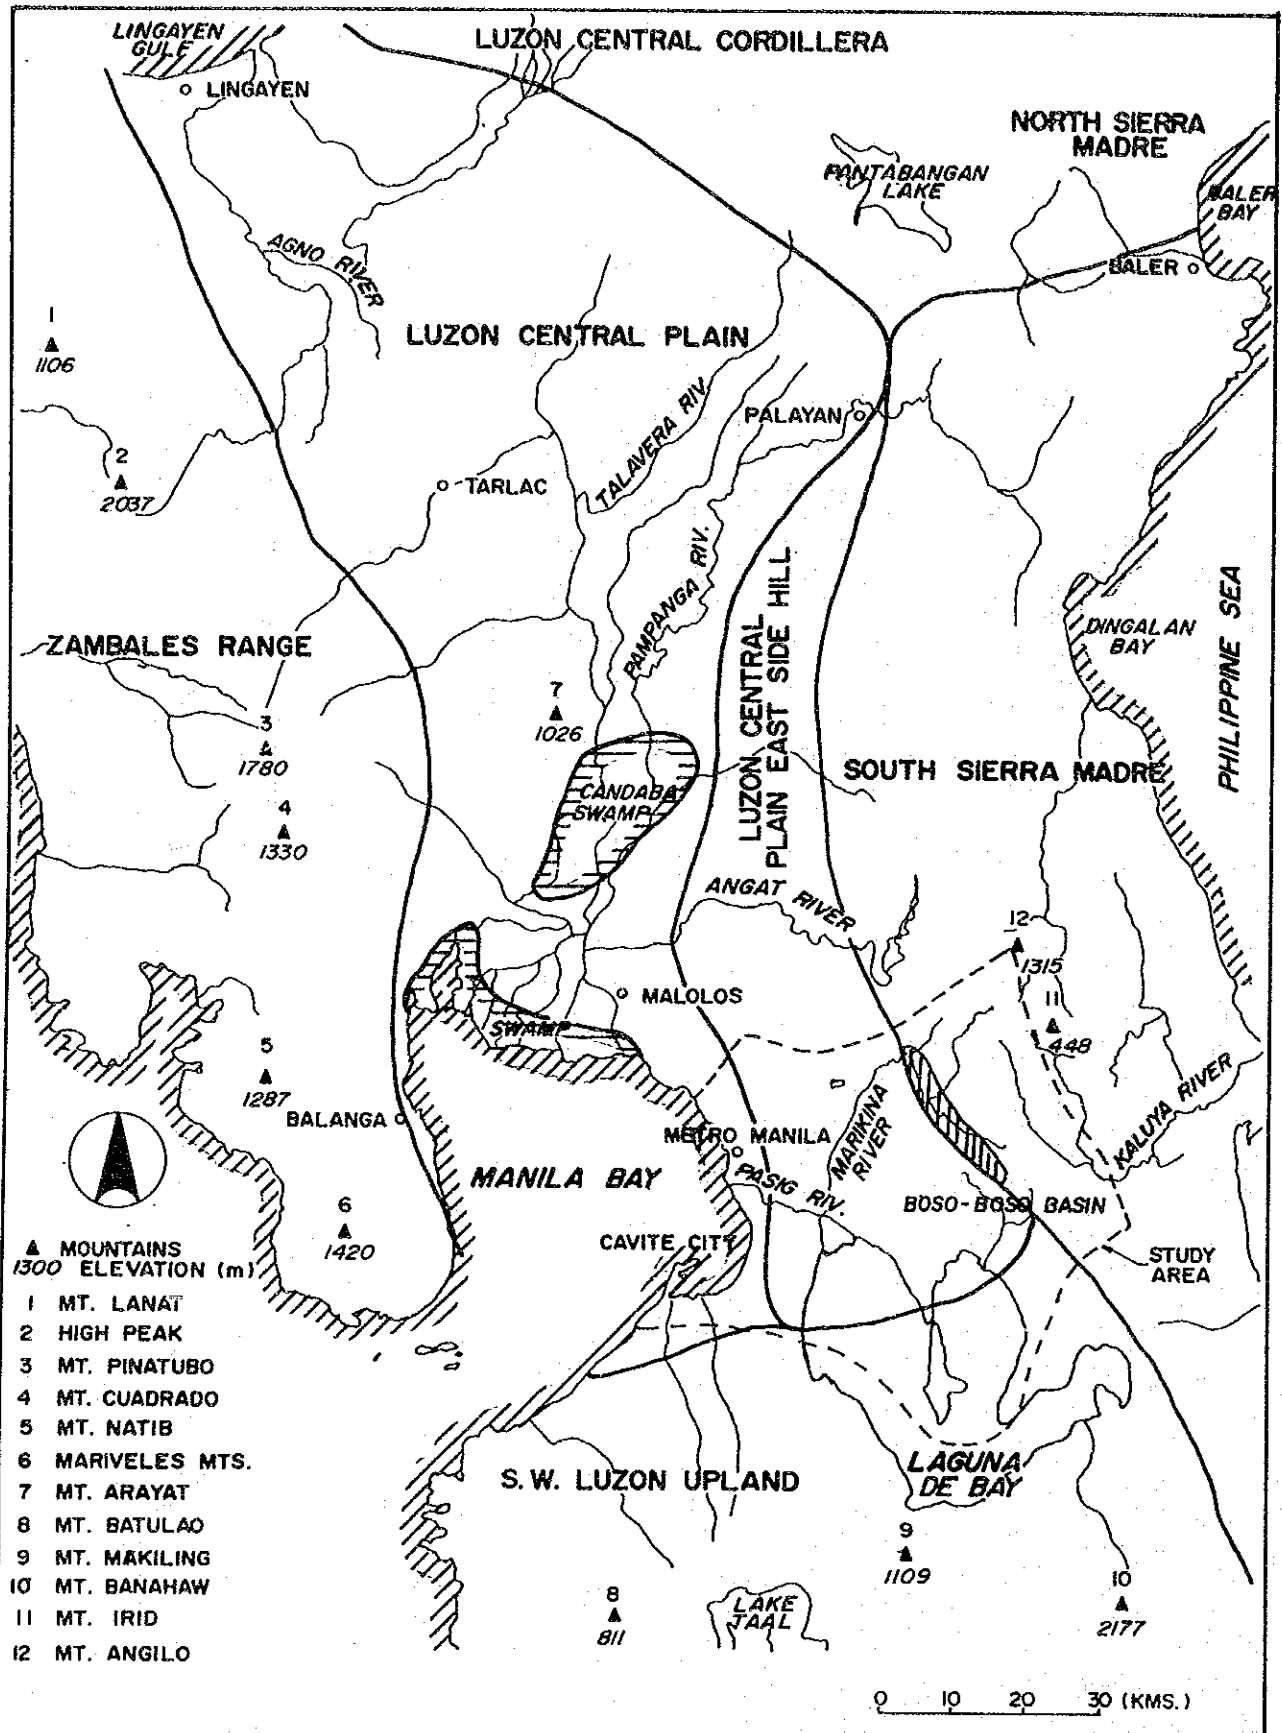 LINGAYEN
GULF
LUZON CENTRAL CORDILLERA
LINGAYEN
NORTH SIERRA
MADRE
PANTABANGAN
LAKE
BALER
BAY
AGNO RIVER
BALER
1
1106
LUZON CENTRAL PLAIN
TALAVERA RIV.
PALAYAN
2
2037
TARLAC
PAMPANGA RIV.
LUZON CENTRAL
PLAIN EAST SIDE HILL
DINGALAN
BAY
PHILIPPINE SEA
ZAMBALES RANGE
3
1780
7
1026
CANDABA
SWAMP
SOUTH SIERRA MADRE
4
1330
ANGAT RIVER
12
1315
MALOLOS
11
448
SWAMP
5
1287
BALANGA
METRO MANILA
MARIKINA
RIVER
KALUYA RIVER
MANILA BAY
PASIG RIV.
BOSO-BOSO BASIN
6
1420
CAVITE CITY
STUDY
AREA
MOUNTAINS
1300 ELEVATION (m)
1 MT. LANAT
2 HIGH PEAK
3 MT. PINATUBO
4 MT. CUADRADO
5 MT. NATIB
6 MARIVELES MTS.
7 MT. ARAYAT
8 MT. BATULAO
9 MT. MAKILING
10 MT. BANAHAW
11 MT. IRID
12 MT. ANGILO
S.W. LUZON UPLAND
LAGUNA
DE BAY
9
1109
8
811
LAKE
TAAL
10
2177
0 10 20 30 (KMS.)